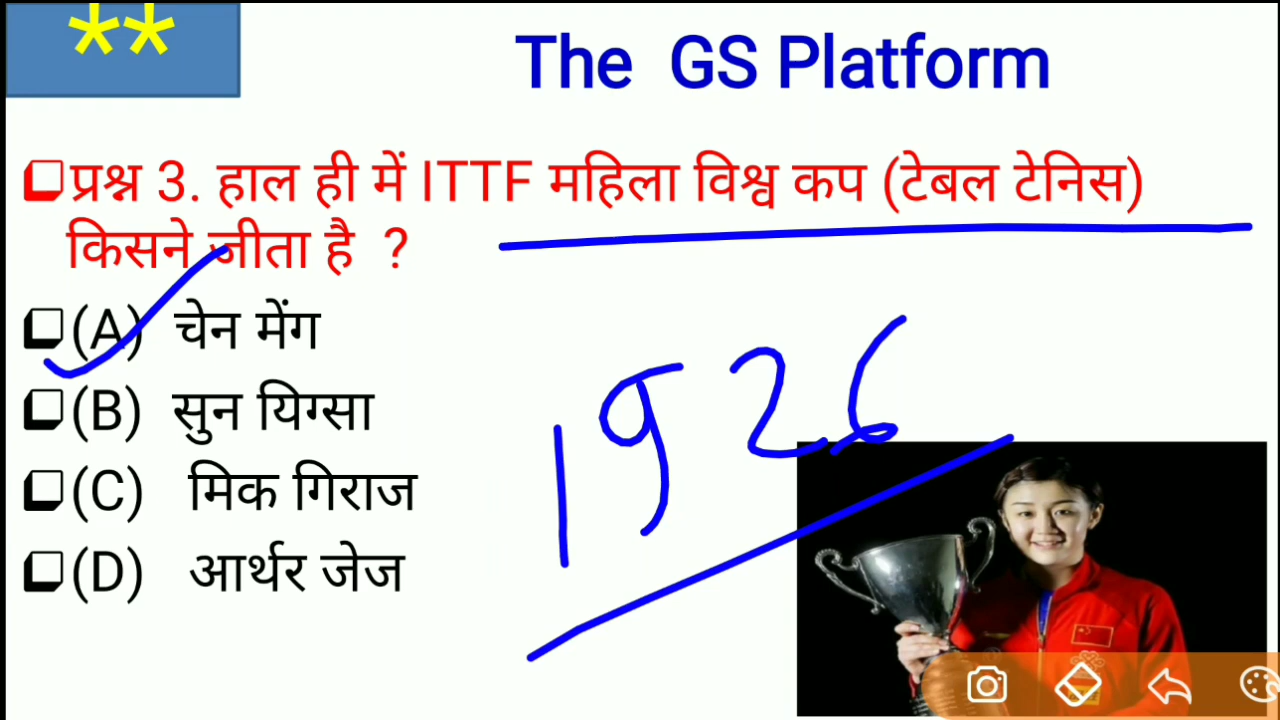 **
The GS Platform
प्रश्न 3. हाल ही में ITTF महिला विश्व कप (टेबल टेनिस)
किसने जीता है ?
(A) चेन मेंग
(B) सुन यिग्सा
(C) मिक गिराज
(D) आर्थर जेज
1926